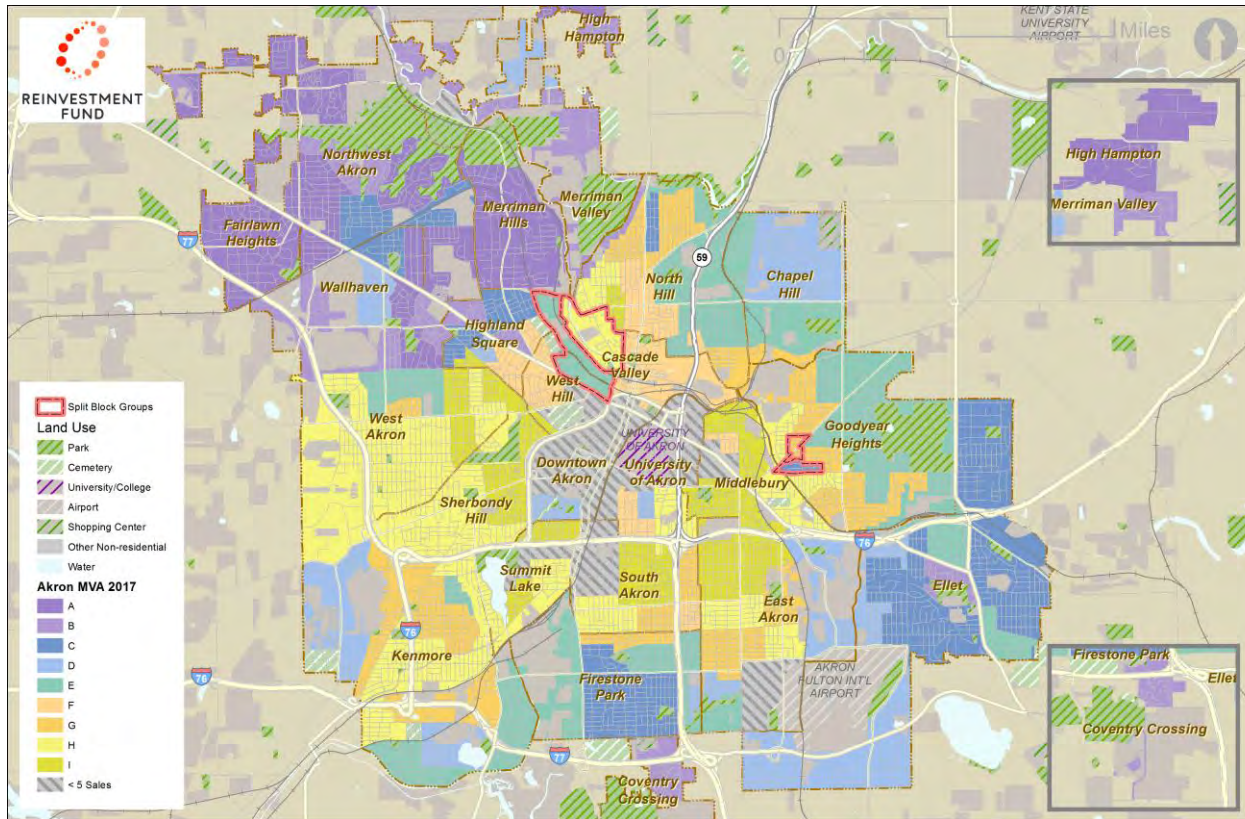 REINVESTMENT
FUND
High
Hampton
KENT STATE
UNIVERSITY
AIRPORT
Miles
0
2
High Hampton
Merriman Valley
Northwest
Akron
Merriman
Hills
Merriman
Valley
Fairlawn
Heights
77
59
Wallhaven
North
Hill
Chapel
Hill
Highland
Square
Cascade
Valley
West
Hill
West
Akron
Goodyear
Heights
UNIVERSITY
OF AKRON
Downtown
Akron
University
of Akron
Middlebury
Sherbondy
Hill
76
Summit
Lake
South
Akron
East
Akron
Ellet
76
Kenmore
76
Firestone
Park
AKRON
FULTON INT'L
AIRPORT
77
Coventry
Crossing
Firestone Park
Ellet
Coventry Crossing
Split Block Groups
Land Use
Park
Cemetery
University/College
Airport
Shopping Center
Other Non-residential
Water
Akron MVA 2017
A
B
C
D
E
F
G
H
I
< 5 Sales